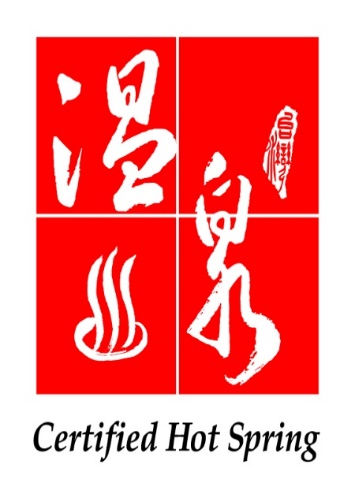 温泉
台灣
Certified Hot Spring